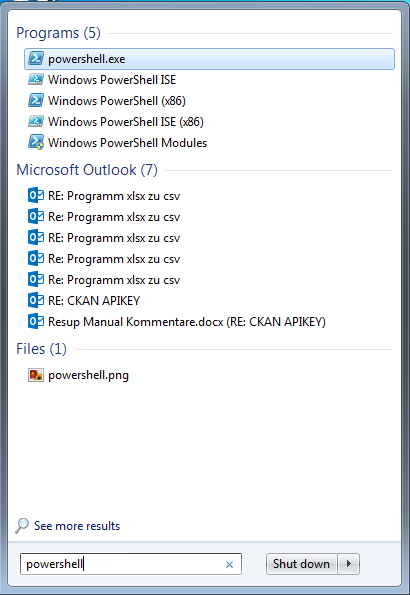 Programs (5)
powershell.exe
Windows PowerShell ISE
Windows PowerShell (x86)
Windows PowerShell ISE (x86)
Windows PowerShell Modules
Microsoft Outlook (7)
RE: Programm xlsx zu csv
Re: Programm xlsx zu csv
RE: Programm xlsx zu csv
Re: Programm xlsx zu csv
Re: Programm xlsx zu csv
RE: CKAN APIKEY
Resup Manual Kommentare.docx (RE: CKAN APIKEY)
Files (1)
powershell.png
See more results
powershell
Shut down